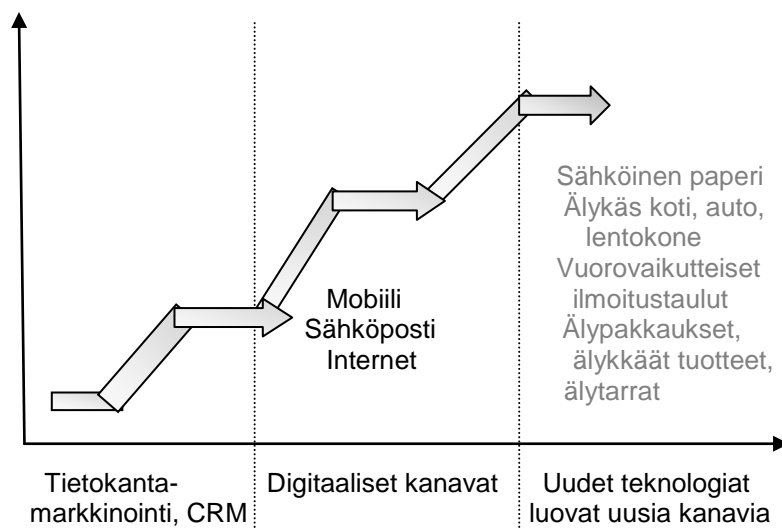 Sähköinen paperi
Älykäs koti, auto,
lentokone
Vuorovaikutteiset
ilmoitustaulut
Älypakkaukset,
älykkäät tuotteet,
älytarrat
Mobiili
Sähköposti
Internet
Tietokanta-
markkinointi, CRM
Digitaaliset kanavat
Uudet teknologiat
luovat uusia kanavia